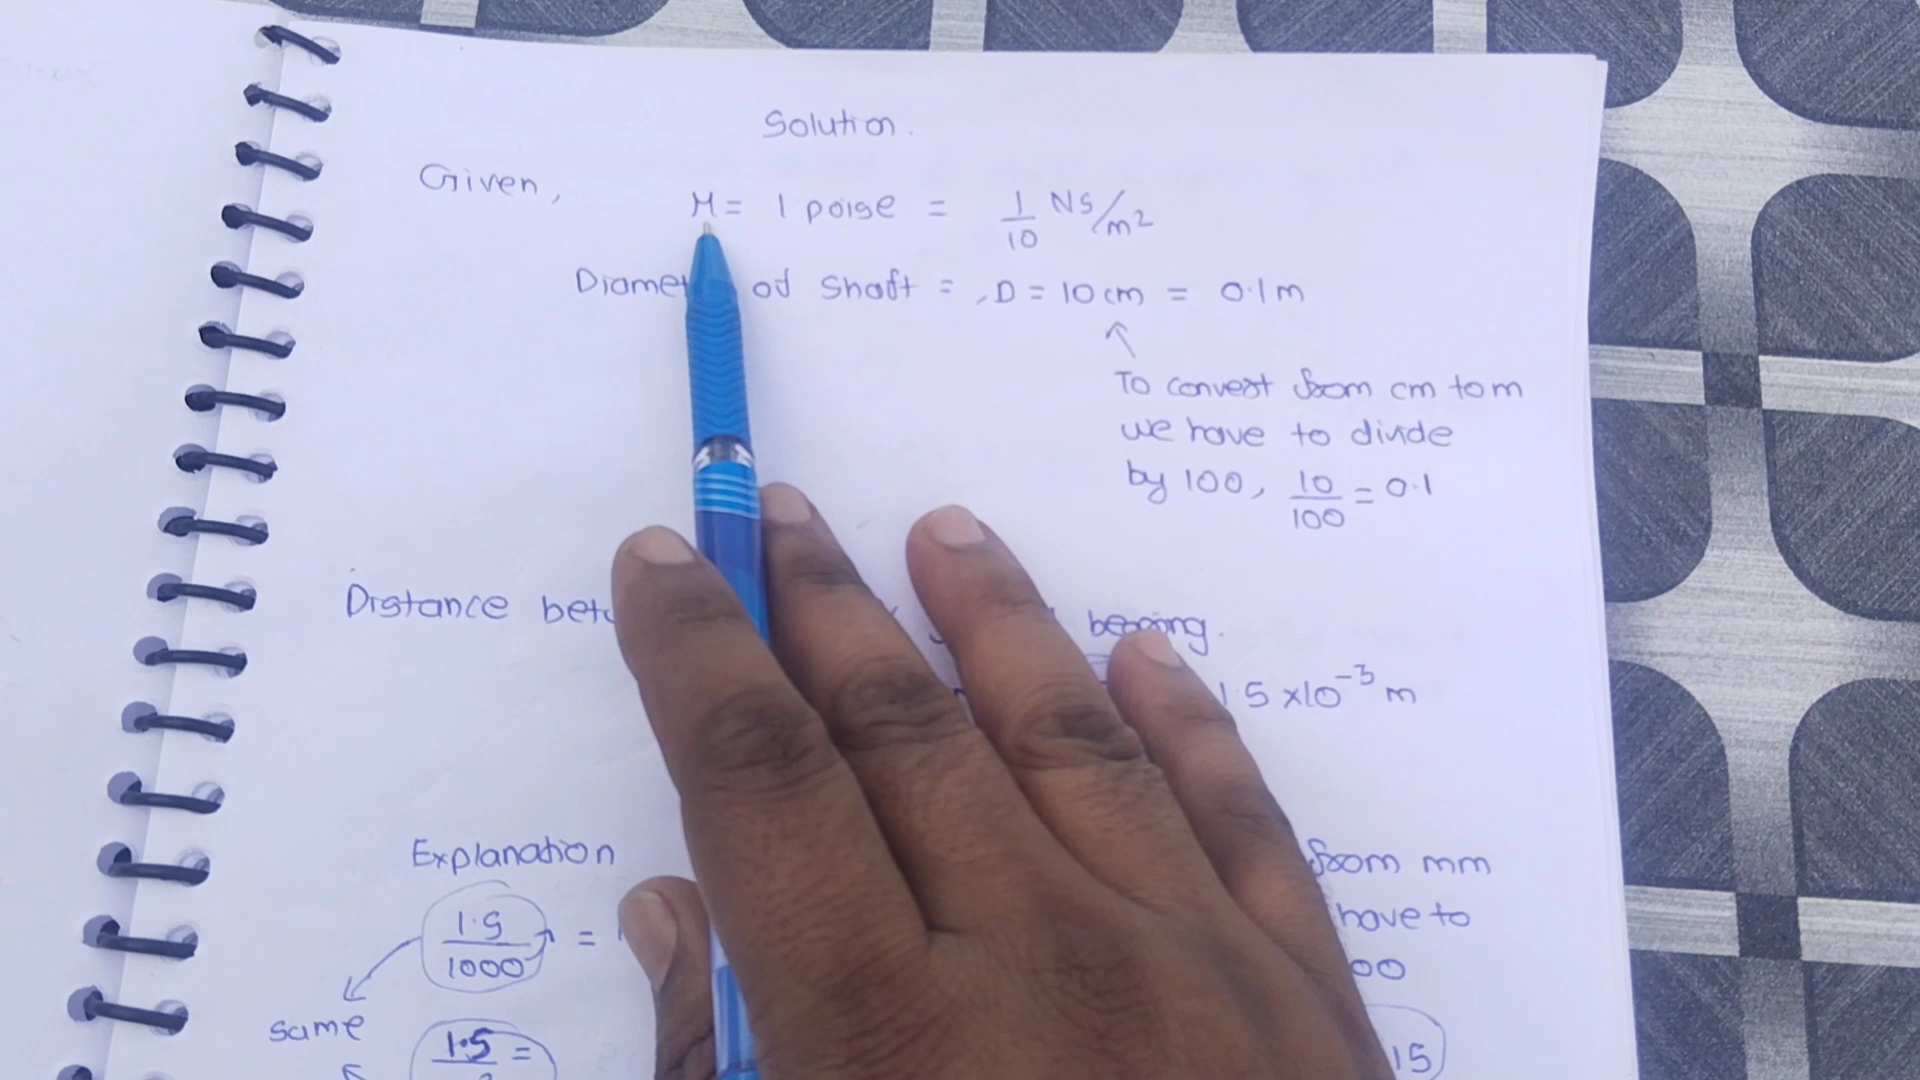 Solution.
Given,
μ = 1 poise = 1/10 Ns/m²
of Shaft = , D = 10 cm = 0.1 m
To convert from cm to m
we have to divide
by 100, 10/100 = 0.1
Distance bearing.
1.5 x10⁻³ m
Explanation
from mm
1.5/1000 =
have to
00
same
1.5 =
15